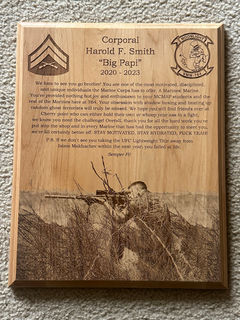 Corporal
Harold F. Smith
"Big Papi"
2020 - 2023
We hate to see you go brother! You are one of the most motivated, disciplined,
and unique individuals the Marine Corps has to offer. A Marines' Marine.
You've provided nothing but joy and enthusiasm to your MCMAP students and the
rest of the Marines here at 364. Your obsession with shadow boxing and beating up
random gear terrorists will truly be missed. We hope you will find friends over at
Cherry point who can either hold their own or whoop your ass in a fight,
we know you need the challenge! Overall, thank you for all the hard work you've
put into the shop and in every Marine that has had the opportunity to meet you,
we're all certainly better off. STAY MOTIVATED, STAY HYDRATED, FUCK YEAH!
P.S. If we don't see you taking the UFC Lightweight Title away from
Islam Makhachev within the next year, you failed at life.
Semper Fi!